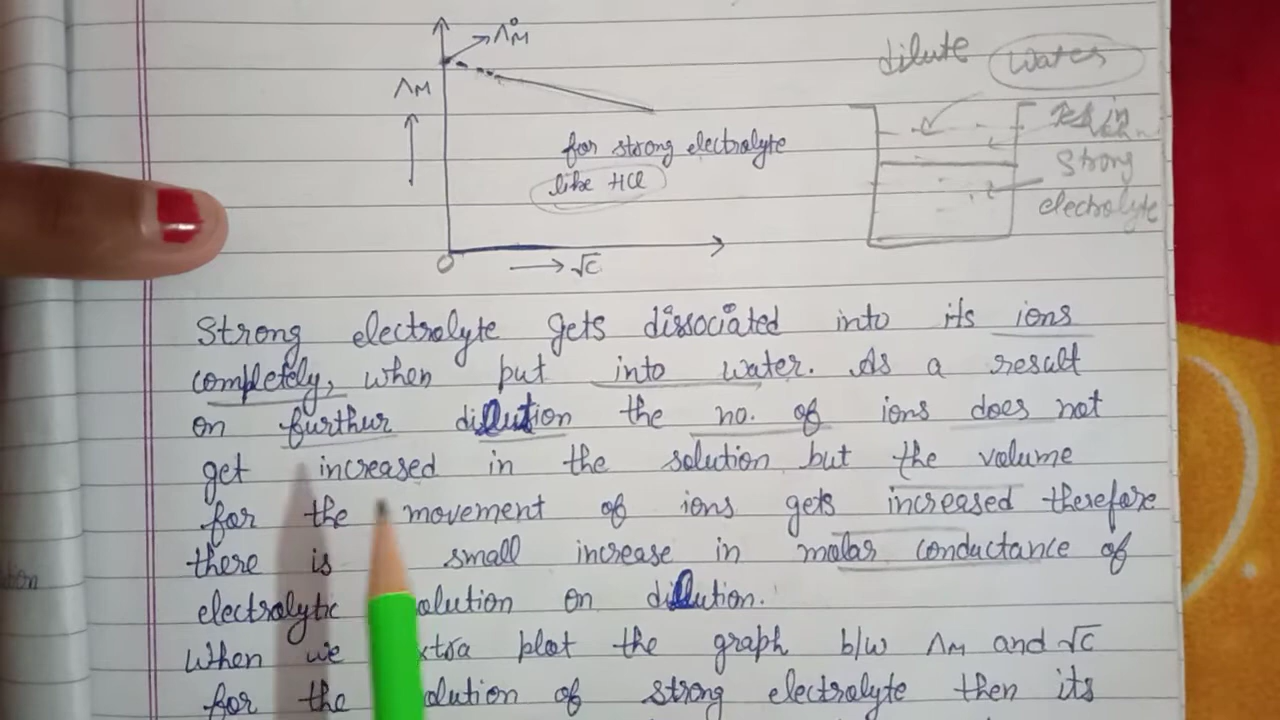 Λ°M
ΛM
for strong electrolyte
like HCl
O
√C
dilute water
strong
electrolyte
Strong electrolyte gets dissociated into its ions
completely, when put into water. As a result
on furthur dillution the no. of ions does not
get increased in the solution but the volume
for the movement of ions gets increased therefore
there is small increase in molar conductance of
electrolytic olution on dillution.
When we xtra plot the graph b/w ΛM and √C
for the olution of strong electrolyte then its